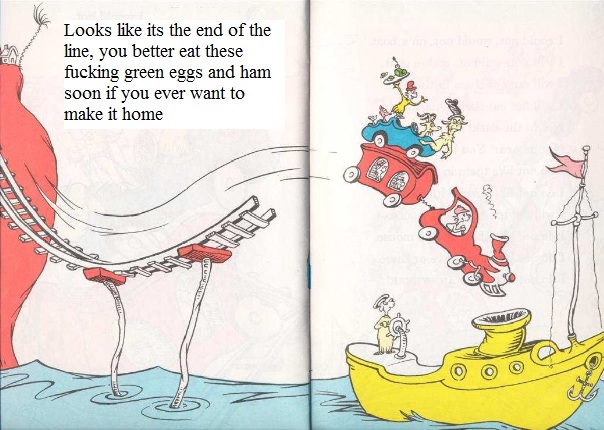 Looks like its the end of the
line, you better eat these
fucking green eggs and ham
soon if you ever want to
make it home